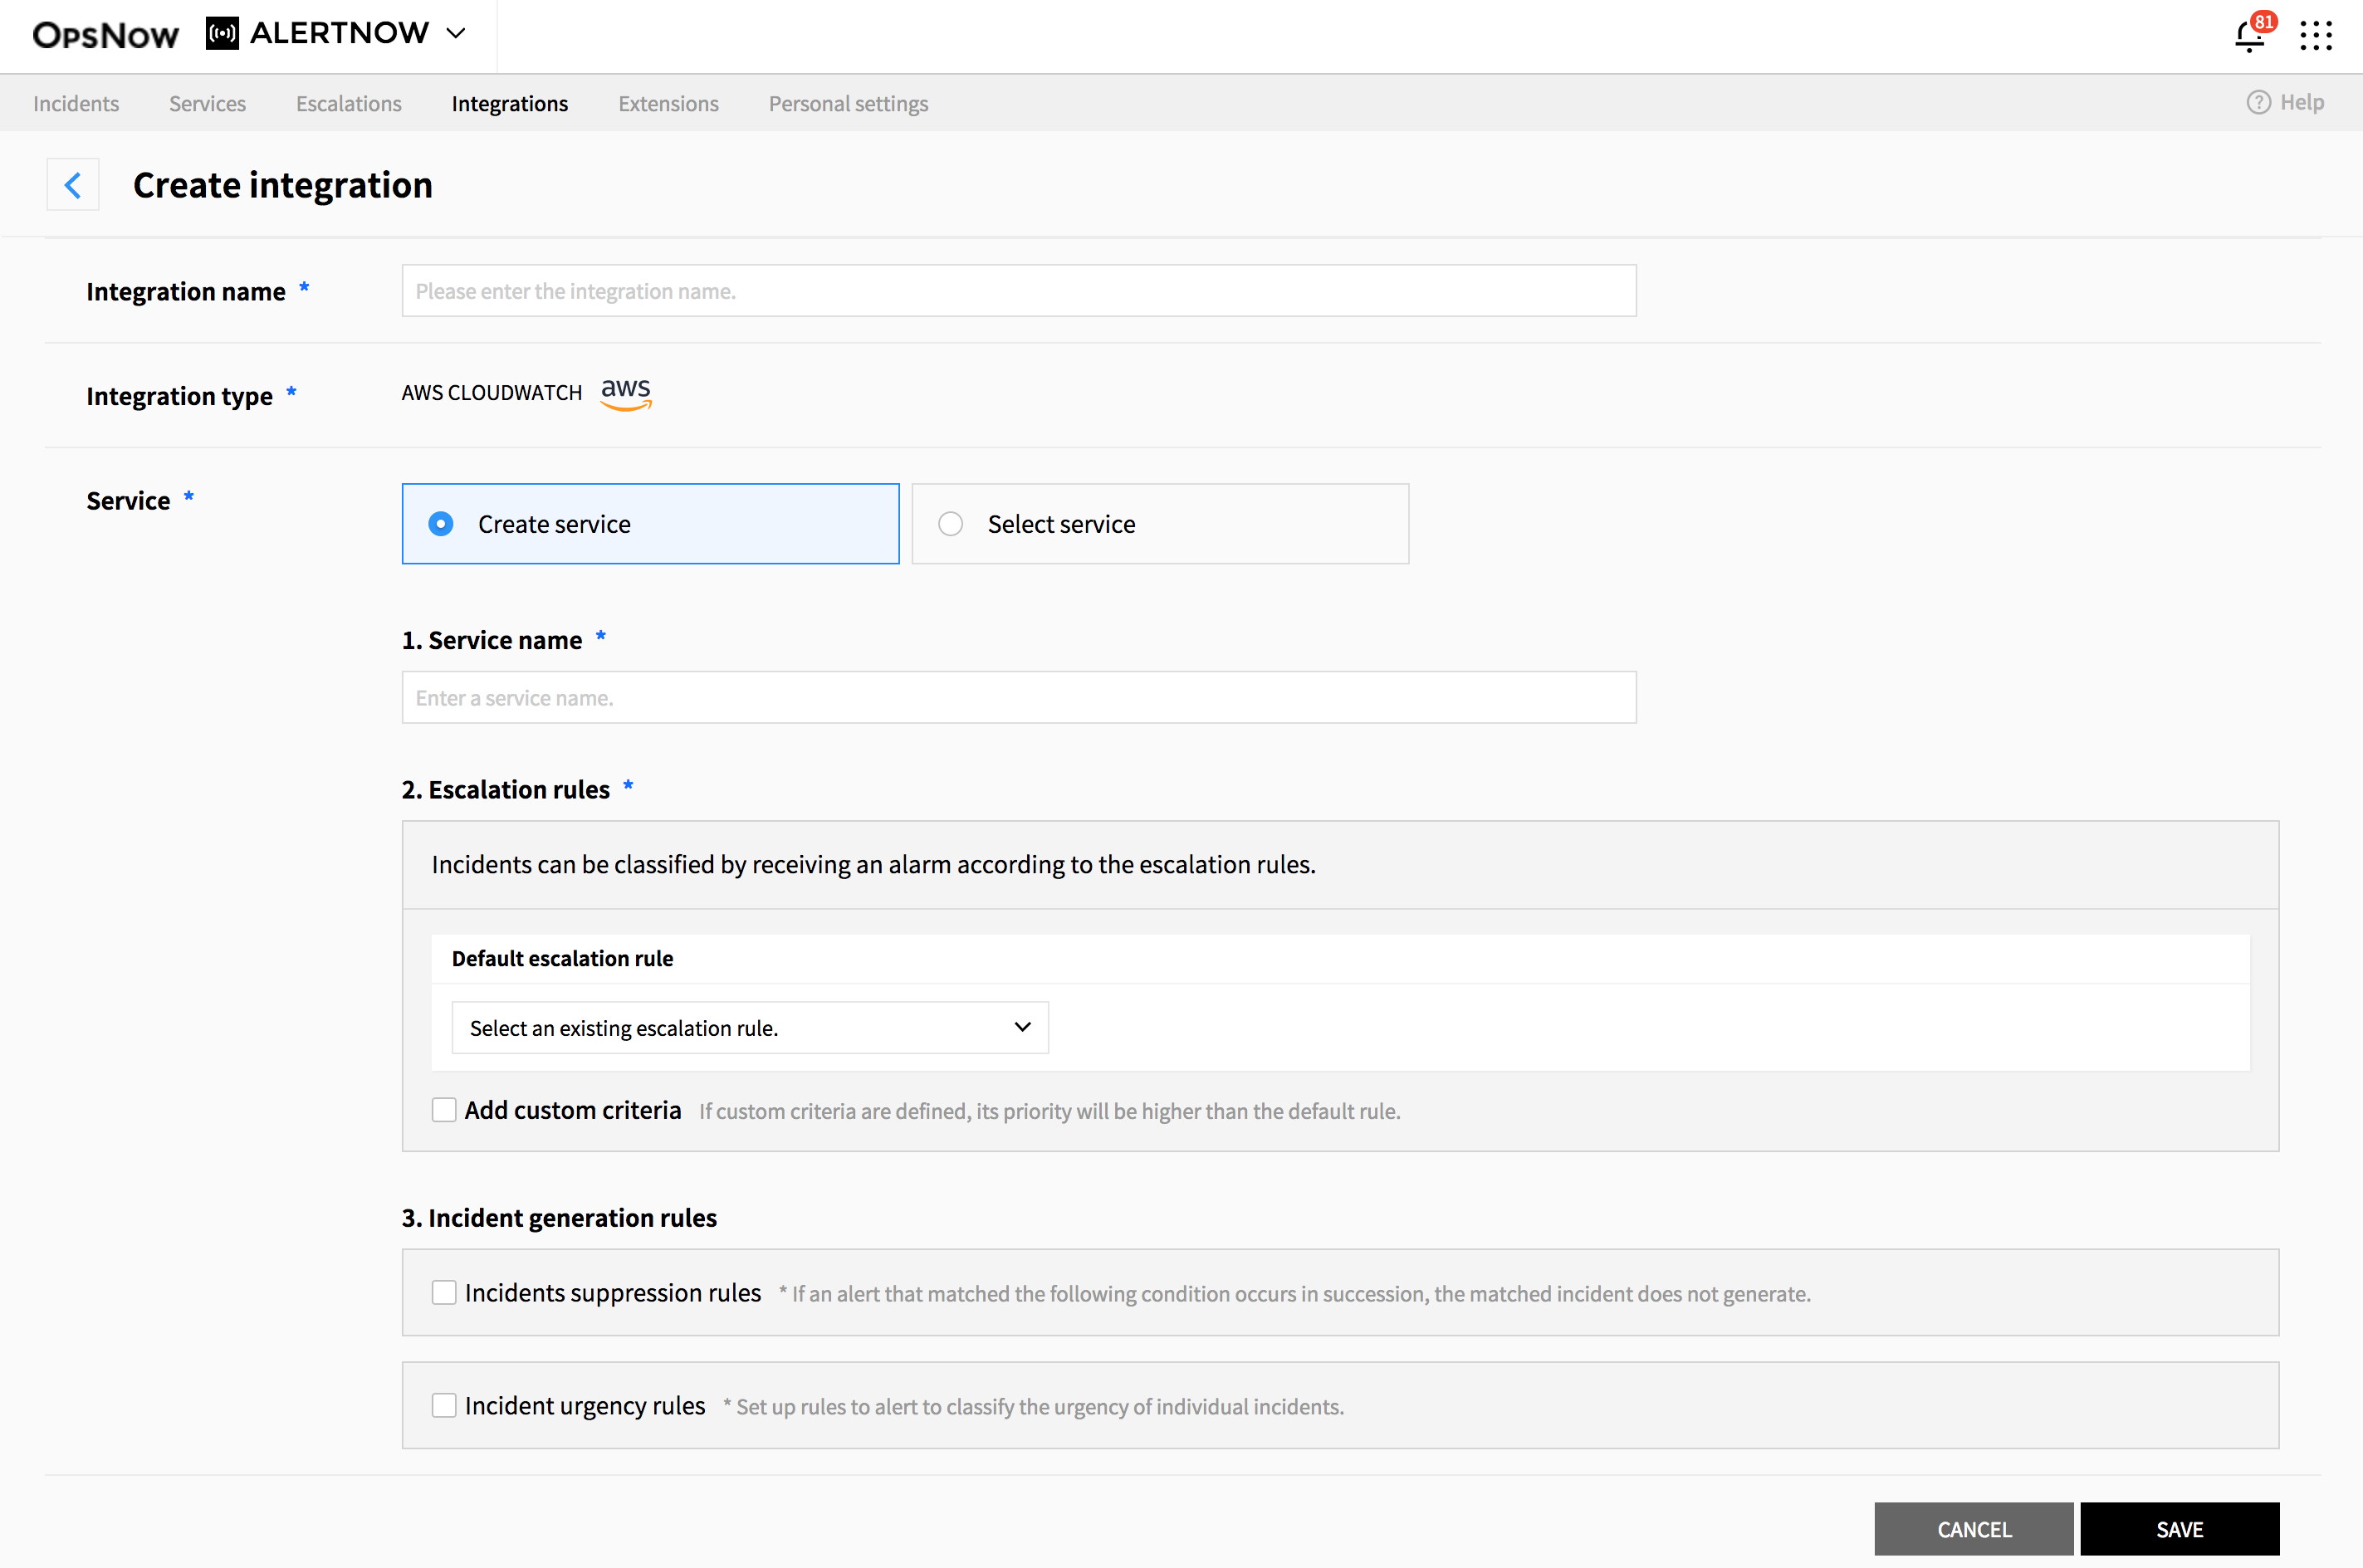 OpsNow ALERTNOW 81
Incidents Services Escalations Integrations Extensions Personal settings ? Help
Create integration
Integration name * Please enter the integration name.
Integration type * AWS CLOUDWATCH aws
Service * Create service Select service
1. Service name *
Enter a service name.
2. Escalation rules *
Incidents can be classified by receiving an alarm according to the escalation rules.
Default escalation rule
Select an existing escalation rule.
Add custom criteria If custom criteria are defined, its priority will be higher than the default rule.
3. Incident generation rules
Incidents suppression rules * If an alert that matched the following condition occurs in succession, the matched incident does not generate.
Incident urgency rules * Set up rules to alert to classify the urgency of individual incidents.
CANCEL SAVE